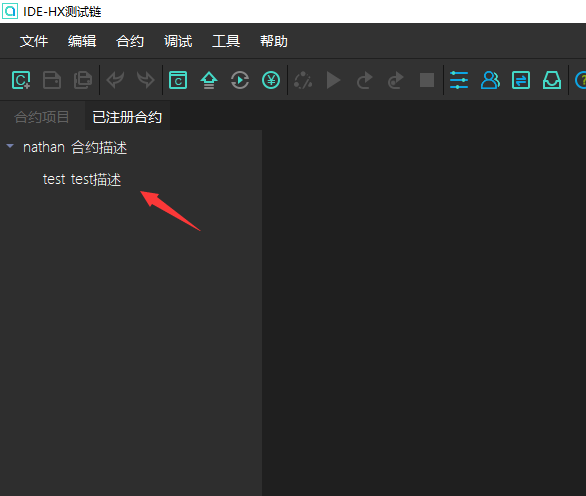 IDE-HX测试链
文件 编辑 合约 调试 工具 帮助
合约项目 已注册合约
nathan 合约描述
test test描述